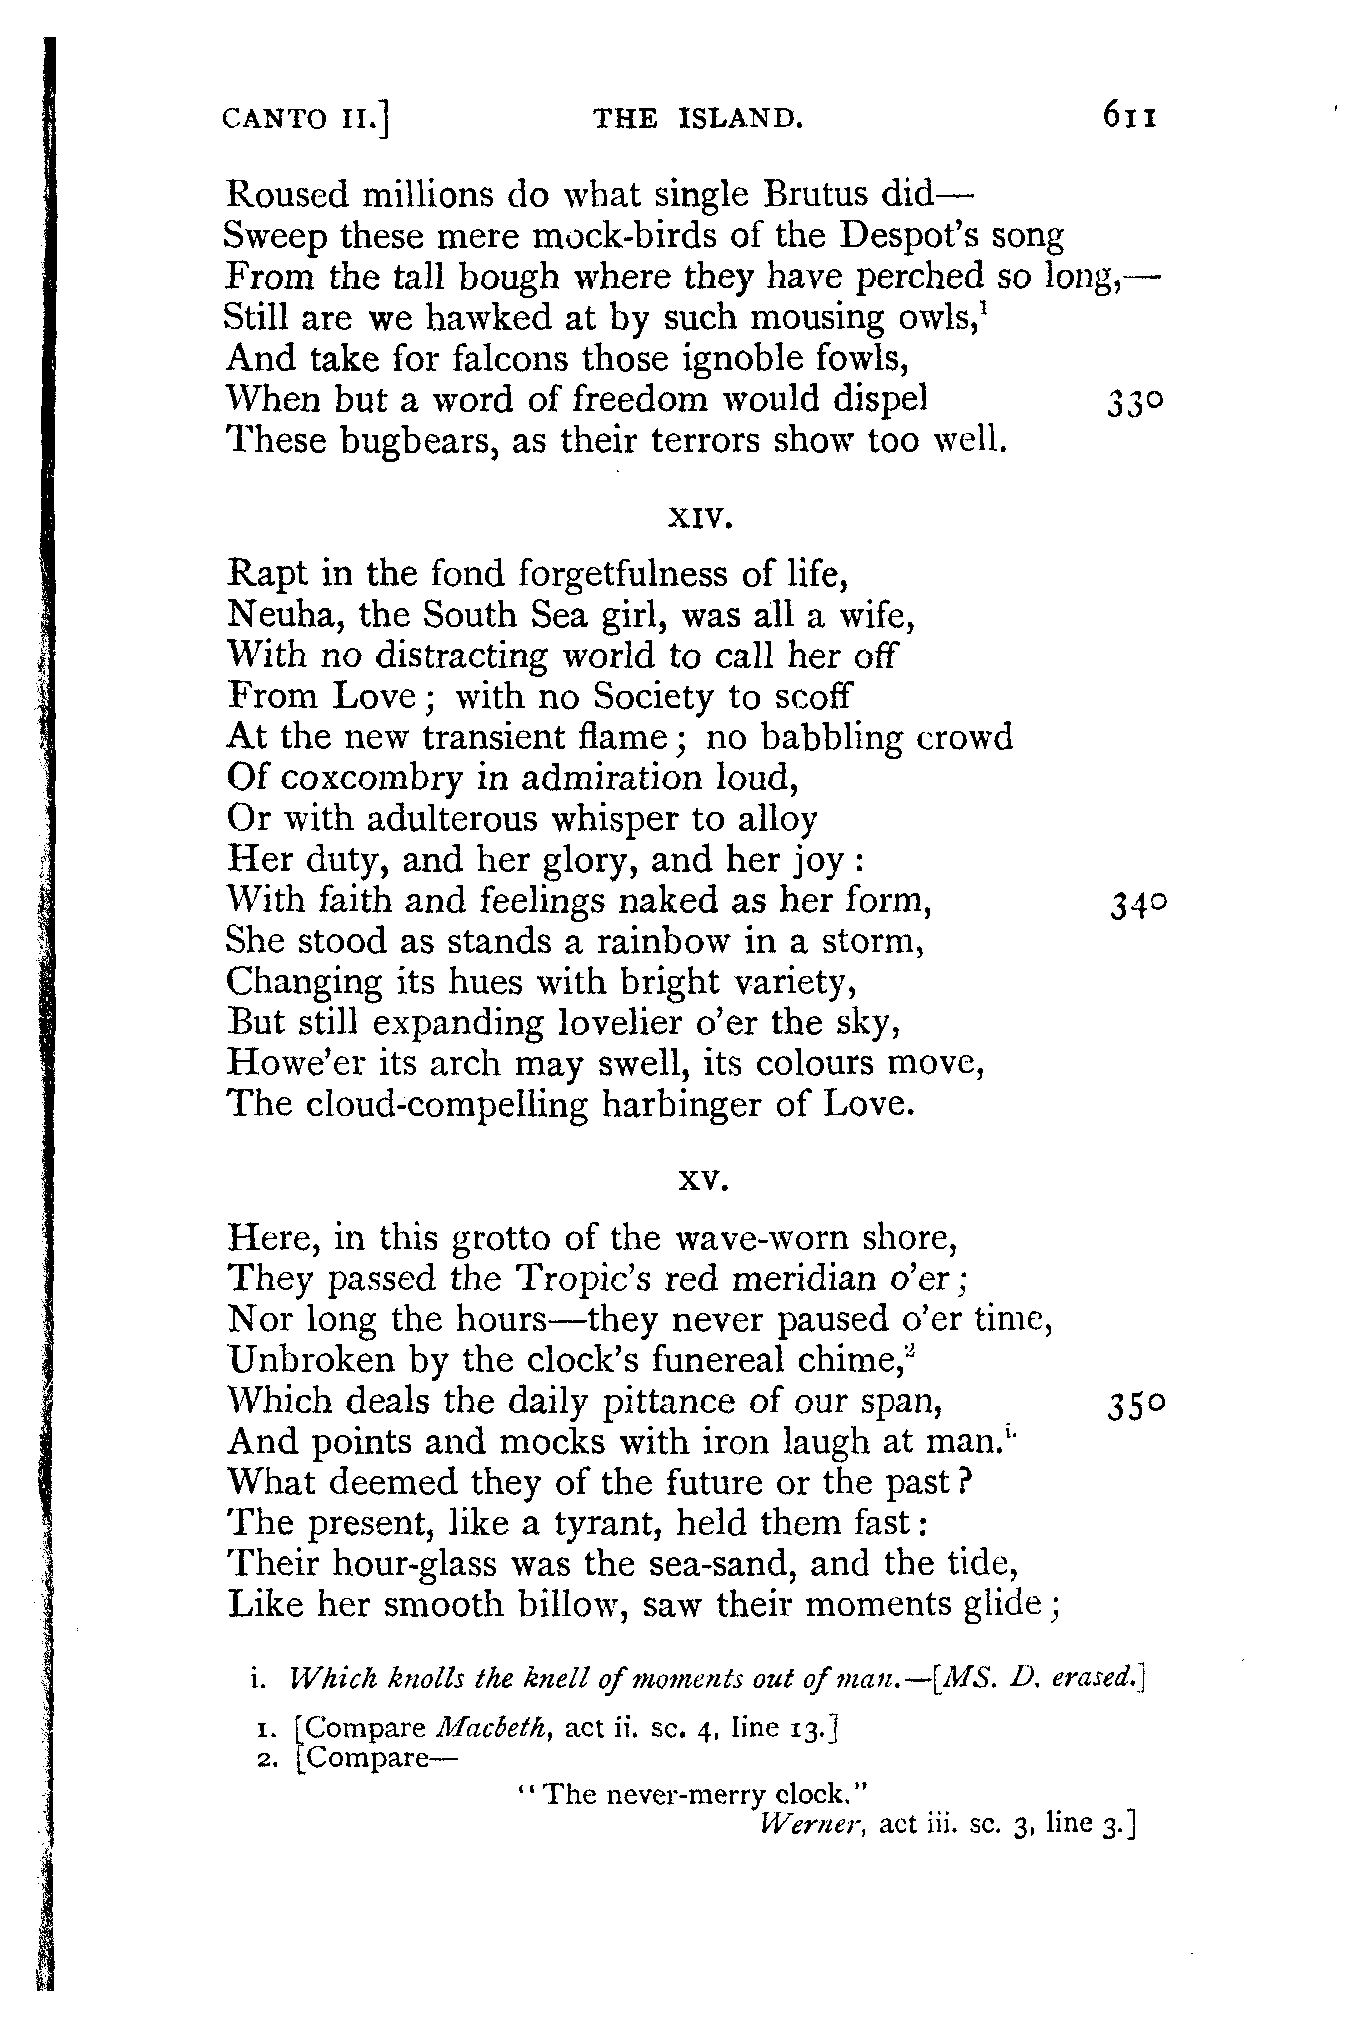 CANTO II.] THE ISLAND. 611
Roused millions do what single Brutus did—
Sweep these mere mock-birds of the Despot's song
From the tall bough where they have perched so long,—
Still are we hawked at by such mousing owls,¹
And take for falcons those ignoble fowls,
When but a word of freedom would dispel 330
These bugbears, as their terrors show too well.
XIV.
Rapt in the fond forgetfulness of life,
Neuha, the South Sea girl, was all a wife,
With no distracting world to call her off
From Love; with no Society to scoff
At the new transient flame; no babbling crowd
Of coxcombry in admiration loud,
Or with adulterous whisper to alloy
Her duty, and her glory, and her joy:
With faith and feelings naked as her form, 340
She stood as stands a rainbow in a storm,
Changing its hues with bright variety,
But still expanding lovelier o'er the sky,
Howe'er its arch may swell, its colours move,
The cloud-compelling harbinger of Love.
XV.
Here, in this grotto of the wave-worn shore,
They passed the Tropic's red meridian o'er;
Nor long the hours—they never paused o'er time,
Unbroken by the clock's funereal chime,²
Which deals the daily pittance of our span, 350
And points and mocks with iron laugh at man.i.
What deemed they of the future or the past?
The present, like a tyrant, held them fast:
Their hour-glass was the sea-sand, and the tide,
Like her smooth billow, saw their moments glide;
i. Which knolls the knell of moments out of man.—[MS. D. erased.]
1. [Compare Macbeth, act ii. sc. 4, line 13.]
2. [Compare—
"The never-merry clock."
Werner, act iii. sc. 3, line 3.]